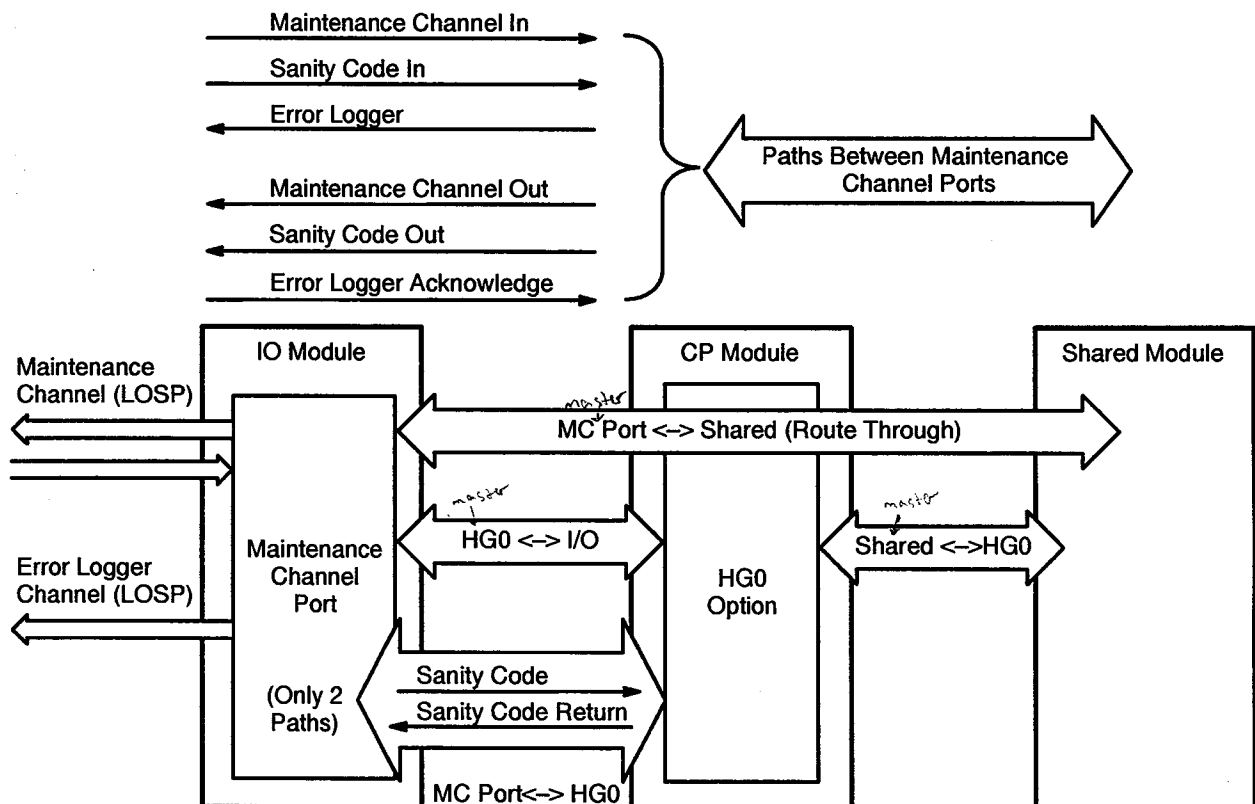 Maintenance Channel In
Sanity Code In
Error Logger
Maintenance Channel Out
Sanity Code Out
Error Logger Acknowledge
Paths Between Maintenance
Channel Ports
IO Module
CP Module
Shared Module
Maintenance
Channel (LOSP)
master
MC Port <–> Shared (Route Through)
master
HG0 <–> I/O
master
Shared <–>HG0
Maintenance
Channel
Port
HG0
Option
Error Logger
Channel (LOSP)
(Only 2
Paths)
Sanity Code
Sanity Code Return
MC Port<–> HG0